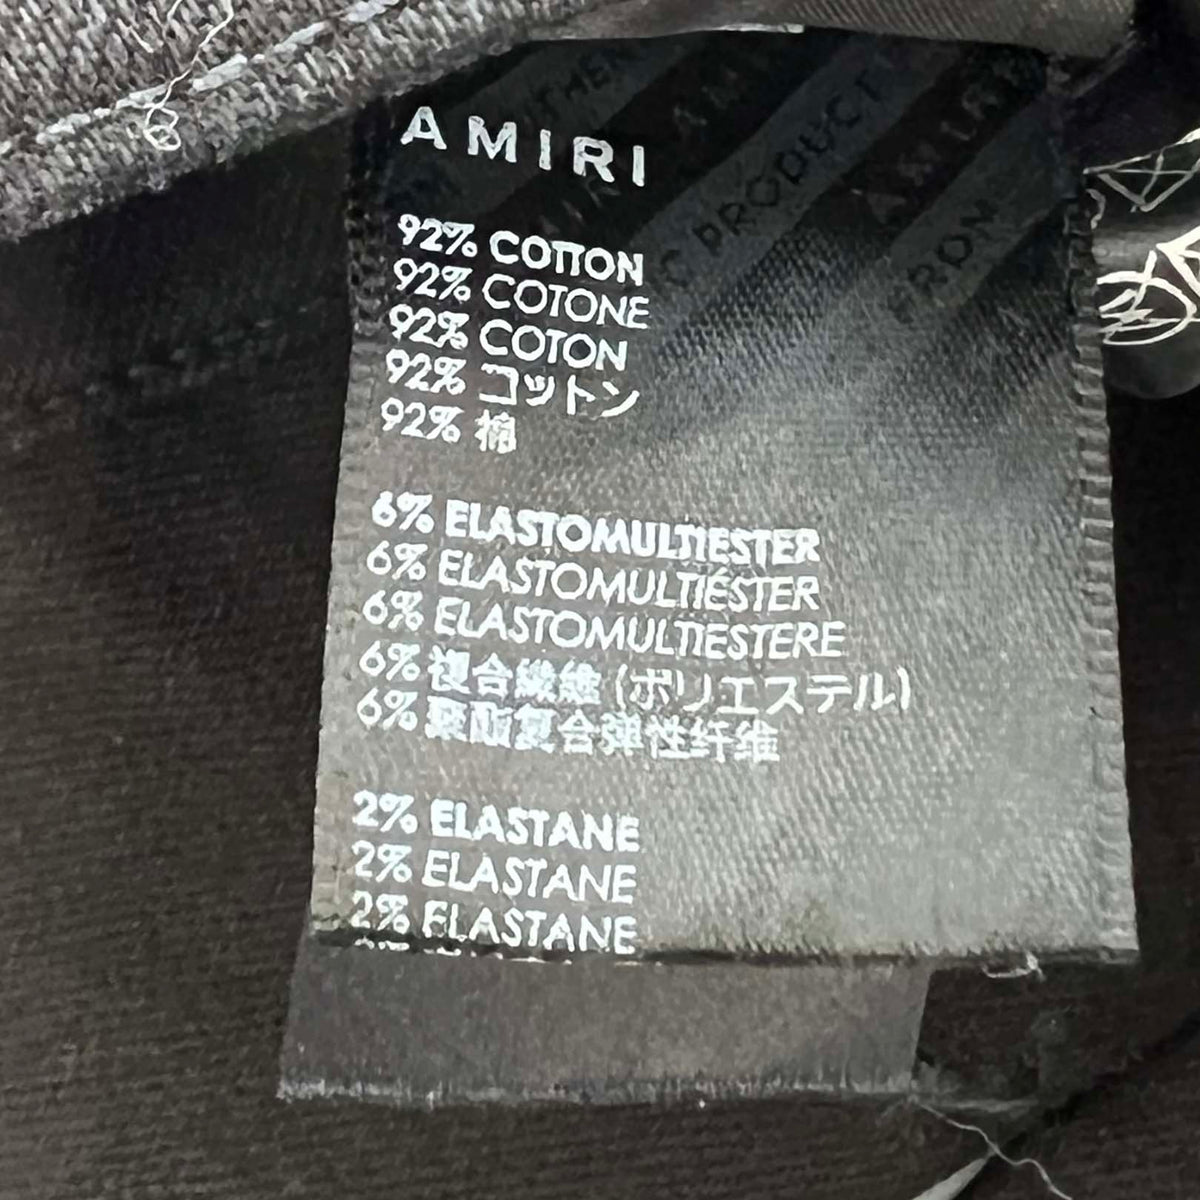 AMIRI
92% COTTON
92% COTONE
92% COTON
92% コットン
92% 棉
6% ELASTOMULTIESTER
6% ELASTOMULTIÉSTER
6% ELASTOMULTIESTERE
6% 複合繊維 (ポリエステル)
6% 聚酯复合弹性纤维
2% ELASTANE
2% ELASTANE
2% ELASTANE
PRODUCT